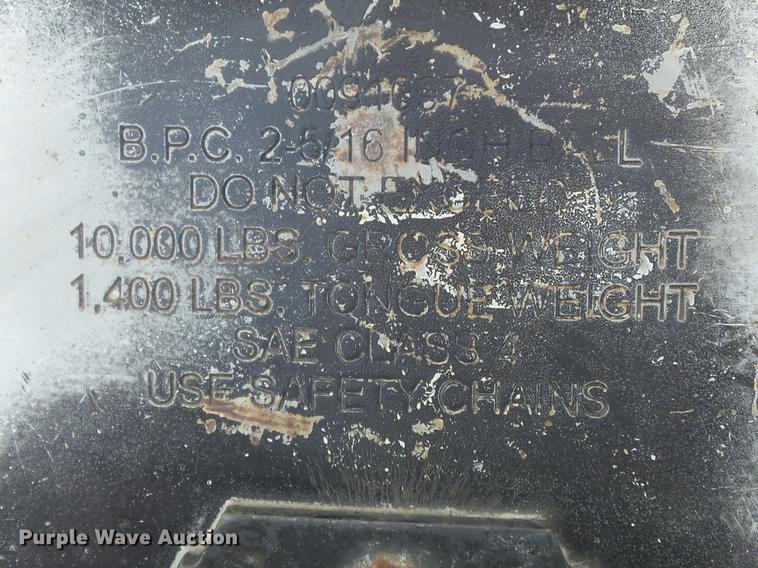 B.P.C. 2-5/16 INCH BALL
DO NOT EXCEED
10,000 LBS. GROSS WEIGHT
1,400 LBS. TONGUE WEIGHT
SAE CLASS 4
USE SAFETY CHAINS
Purple Wave Auction